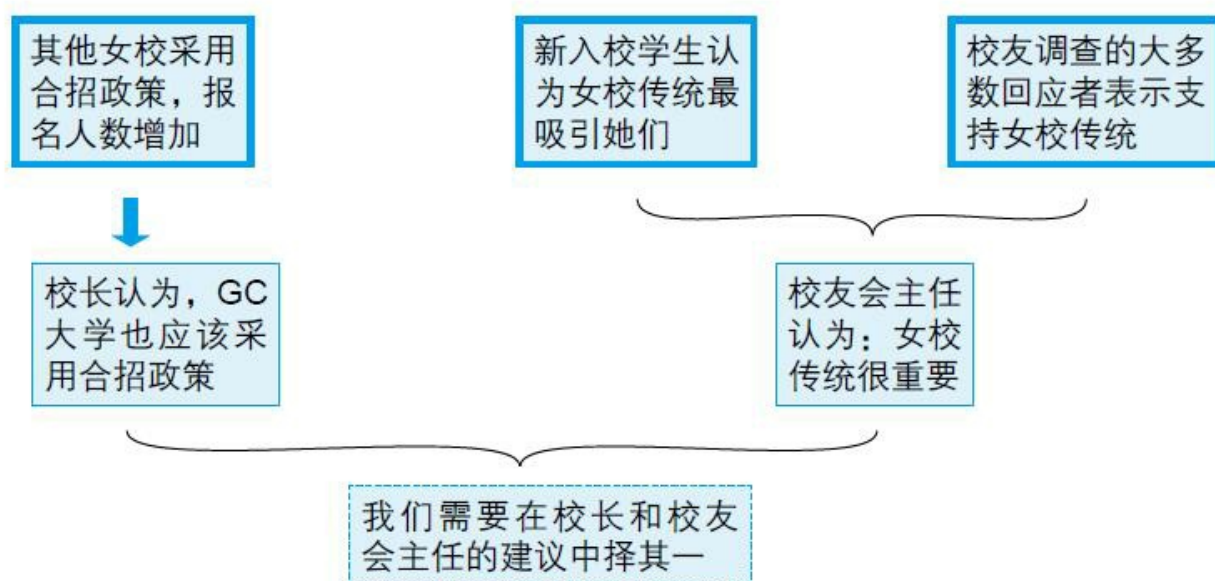 其他女校采用
合招政策，报
名人数增加
新入校学生认
为女校传统最
吸引她们
校友调查的大多
数回应者表示支
持女校传统
校长认为，GC
大学也应该采
用合招政策
校友会主任
认为：女校
传统很重要
我们需要在校长和校友
会主任的建议中择其一